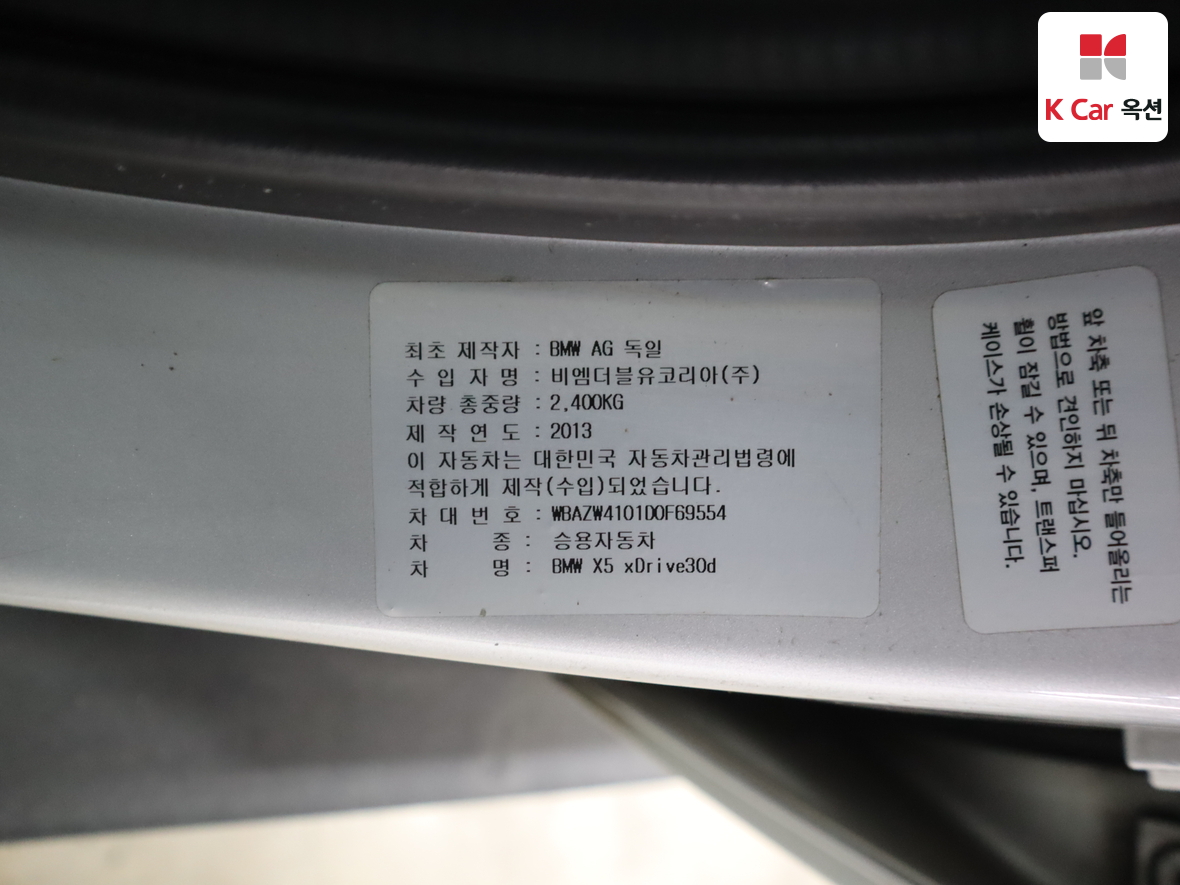 K Car 옥션
최초 제작자 : BMW AG 독일
수 입 자 명 : 비엠더블유코리아(주)
차량 총중량 : 2,400KG
제 작 연 도 : 2013
이 자동차는 대한민국 자동차관리법령에
적합하게 제작(수입)되었습니다.
차 대 번 호 : WBAZW4101D0F69554
차 종 : 승용자동차
차 명 : BMW X5 xDrive30d
앞 차축 또는 뒤 차축만 들어올리는
방법으로 견인하지 마십시오.
휠이 잠길 수 있으며, 트랜스퍼
케이스가 손상될 수 있습니다.